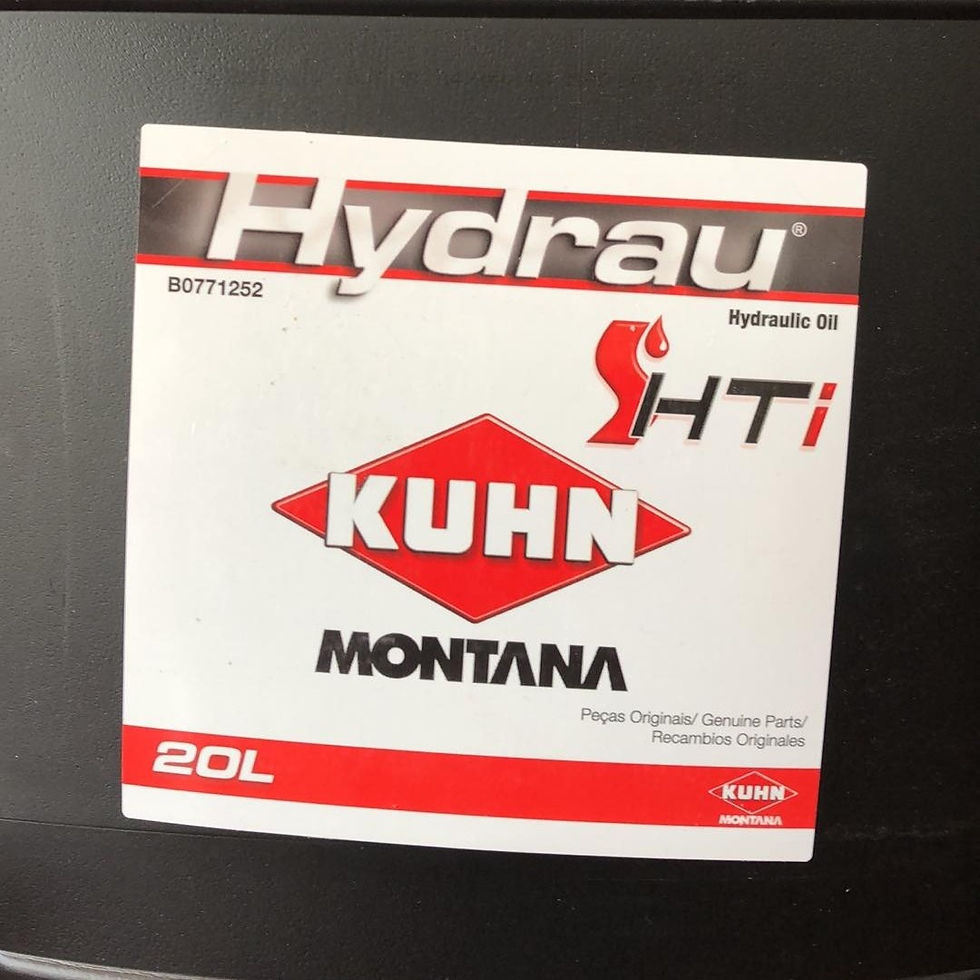 Hydrau®
B0771252
Hydraulic Oil
HTi
KUHN
MONTANA
Peças Originais/ Genuine Parts/
Recambios Originales
20L
KUHN
MONTANA